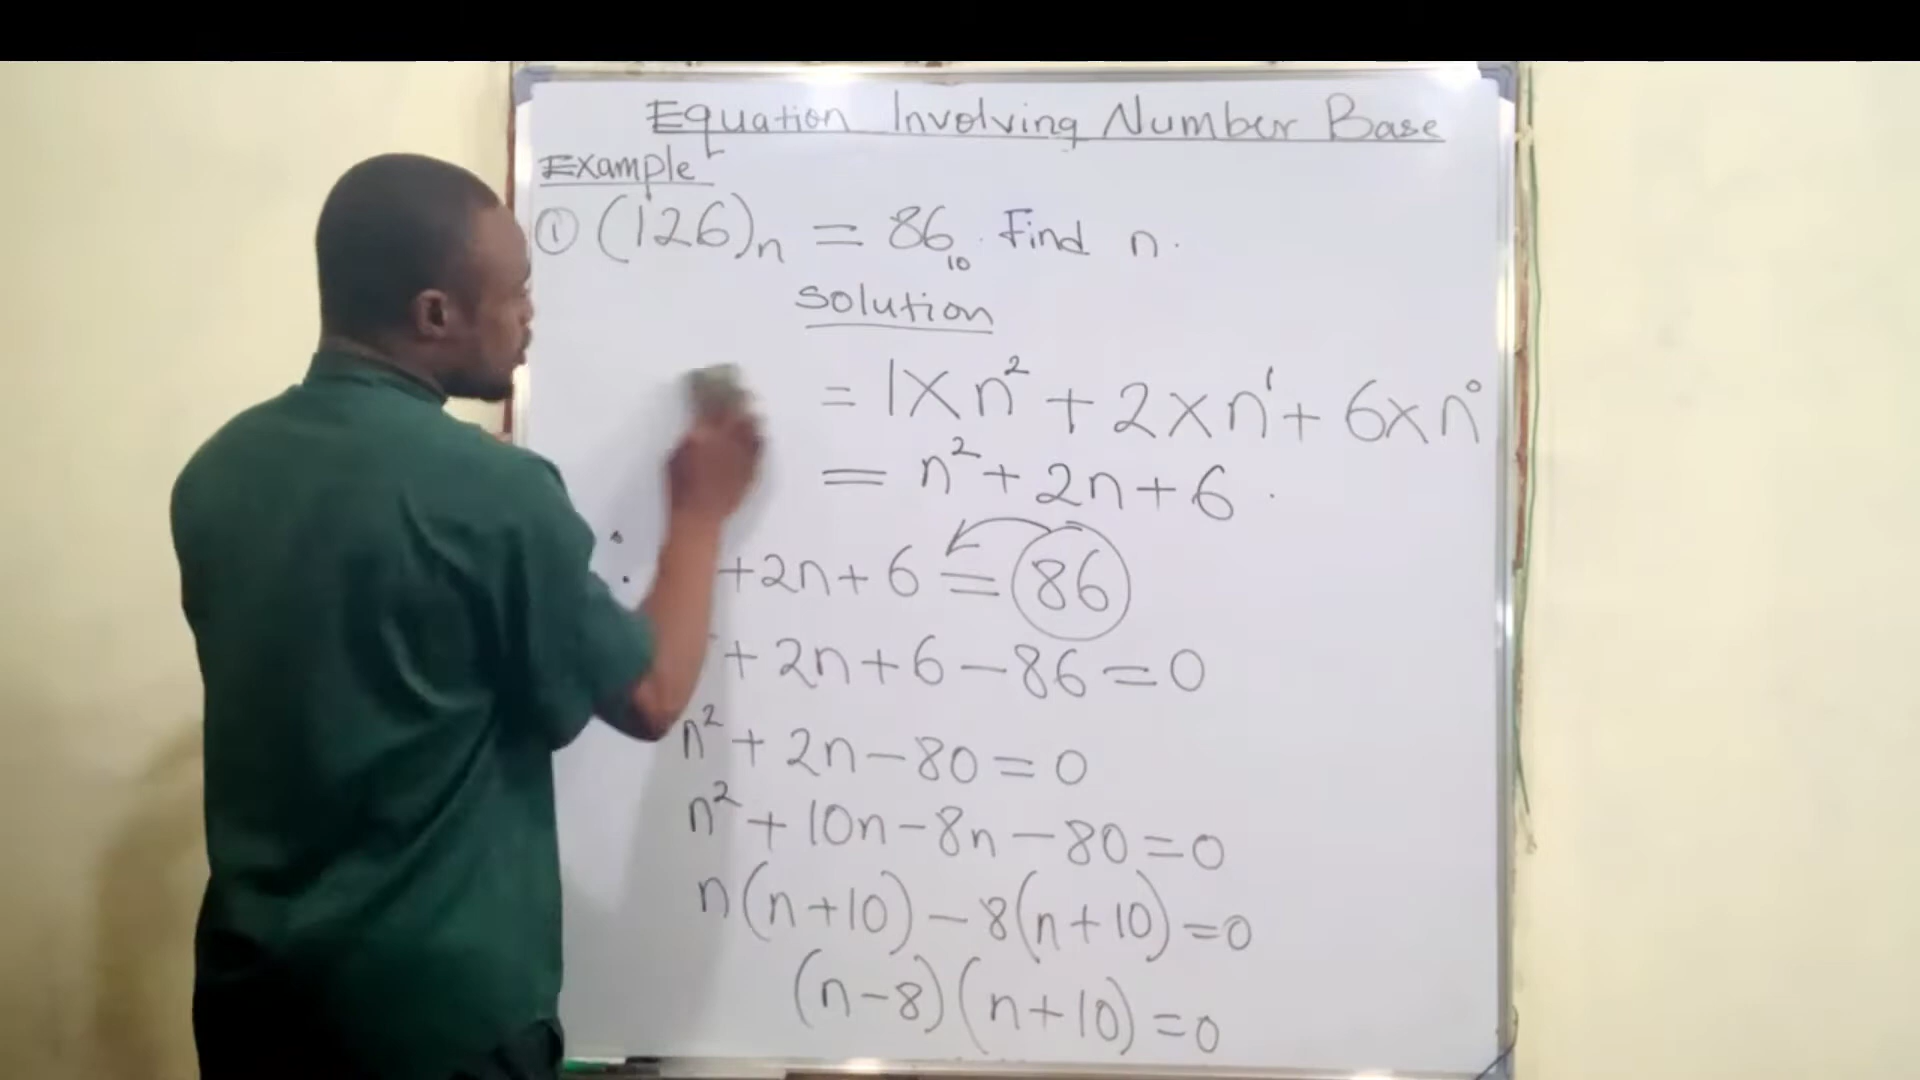 Equation Involving Number Base
Example
① (126)ₙ = 86₁₀. Find n.
Solution
= 1×n² + 2×n¹ + 6×n⁰
= n² + 2n + 6.
+2n + 6 = 86
+ 2n + 6 − 86 = 0
n² + 2n − 80 = 0
n² + 10n − 8n − 80 = 0
n(n+10) − 8(n+10) = 0
(n−8)(n+10) = 0